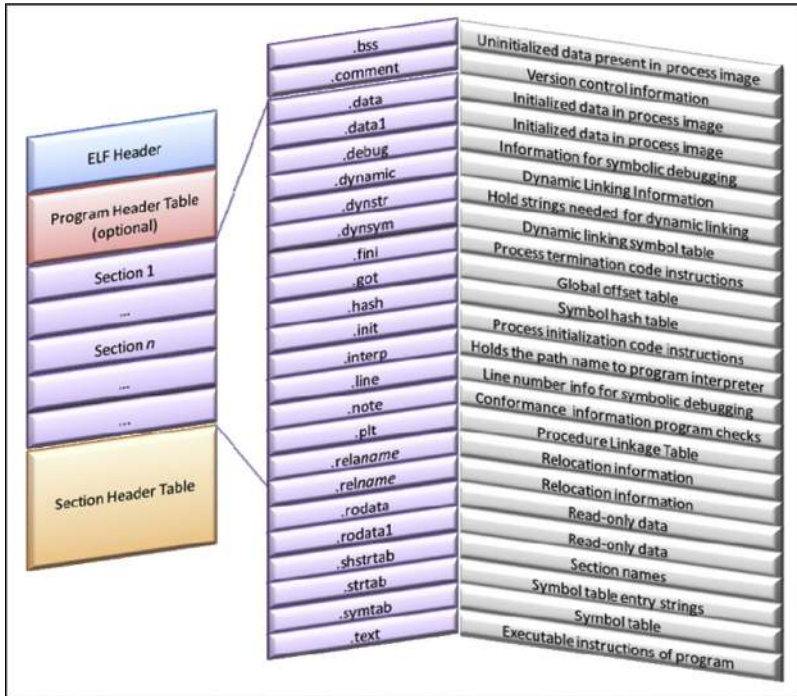 ELF Header
Program Header Table
(optional)
Section 1
...
Section n
...
...
Section Header Table
.bss
Uninitialized data present in process image
.comment
Version control information
.data
Initialized data in process image
.data1
Initialized data in process image
.debug
Information for symbolic debugging
.dynamic
Dynamic Linking Information
.dynstr
Hold strings needed for dynamic linking
.dynsym
Dynamic linking symbol table
.fini
Process termination code instructions
.got
Global offset table
.hash
Symbol hash table
.init
Process initialization code instructions
.interp
Holds the path name to program interpreter
.line
Line number info for symbolic debugging
.note
Conformance information program checks
.plt
Procedure Linkage Table
.relaname
Relocation information
.relname
Relocation information
.rodata
Read-only data
.rodata1
Read-only data
.shstrtab
Section names
.strtab
Symbol table entry strings
.symtab
Symbol table
.text
Executable instructions of program